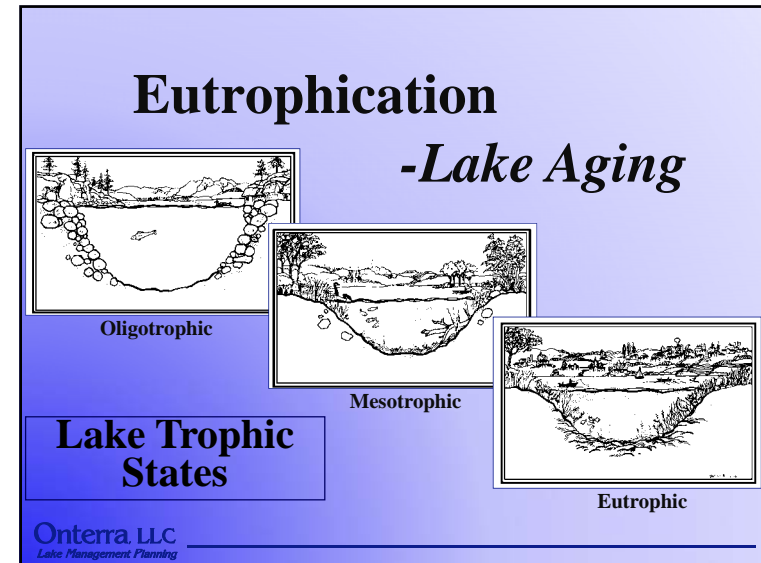 Eutrophication
-Lake Aging
Oligotrophic
Mesotrophic
Eutrophic
Lake Trophic
States
Onterra LLC
Lake Management Planning